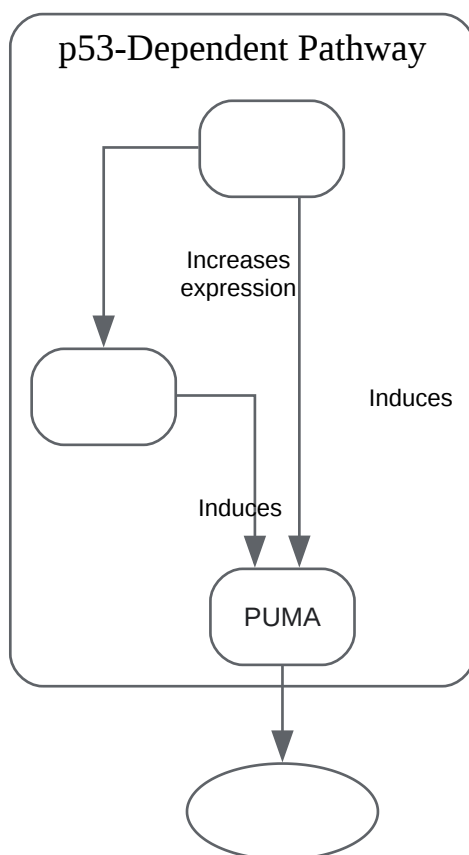 p53-Dependent Pathway
Increases
expression
Induces
Induces
PUMA